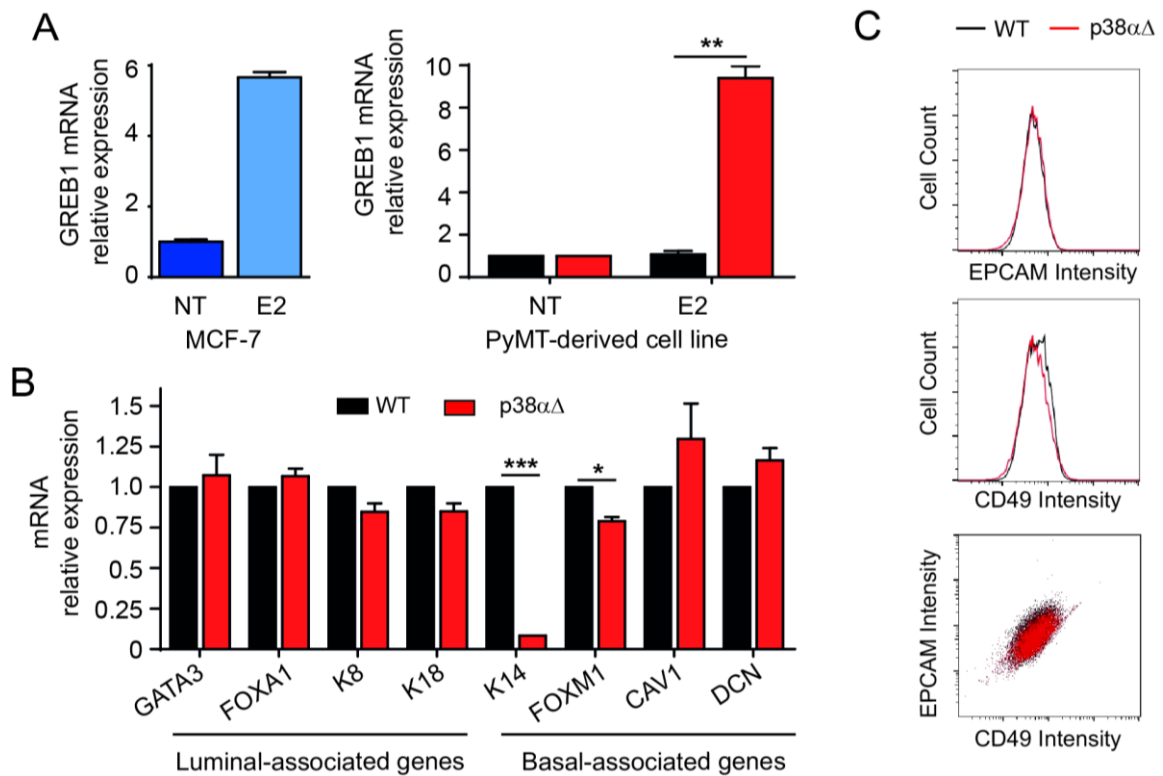 A
GREB1 mRNA
relative expression
6
4
2
0
NT E2
MCF-7
GREB1 mRNA
relative expression
10
8
6
4
2
0
**
NT E2
PyMT-derived cell line
B
WT p38αΔ
mRNA
relative expression
1.5
1.25
1.0
0.75
0.5
0.25
0
***
*
GATA3
FOXA1
K8
K18
K14
FOXM1
CAV1
DCN
Luminal-associated genes
Basal-associated genes
C
WT p38αΔ
Cell Count
EPCAM Intensity
Cell Count
CD49 Intensity
EPCAM Intensity
CD49 Intensity